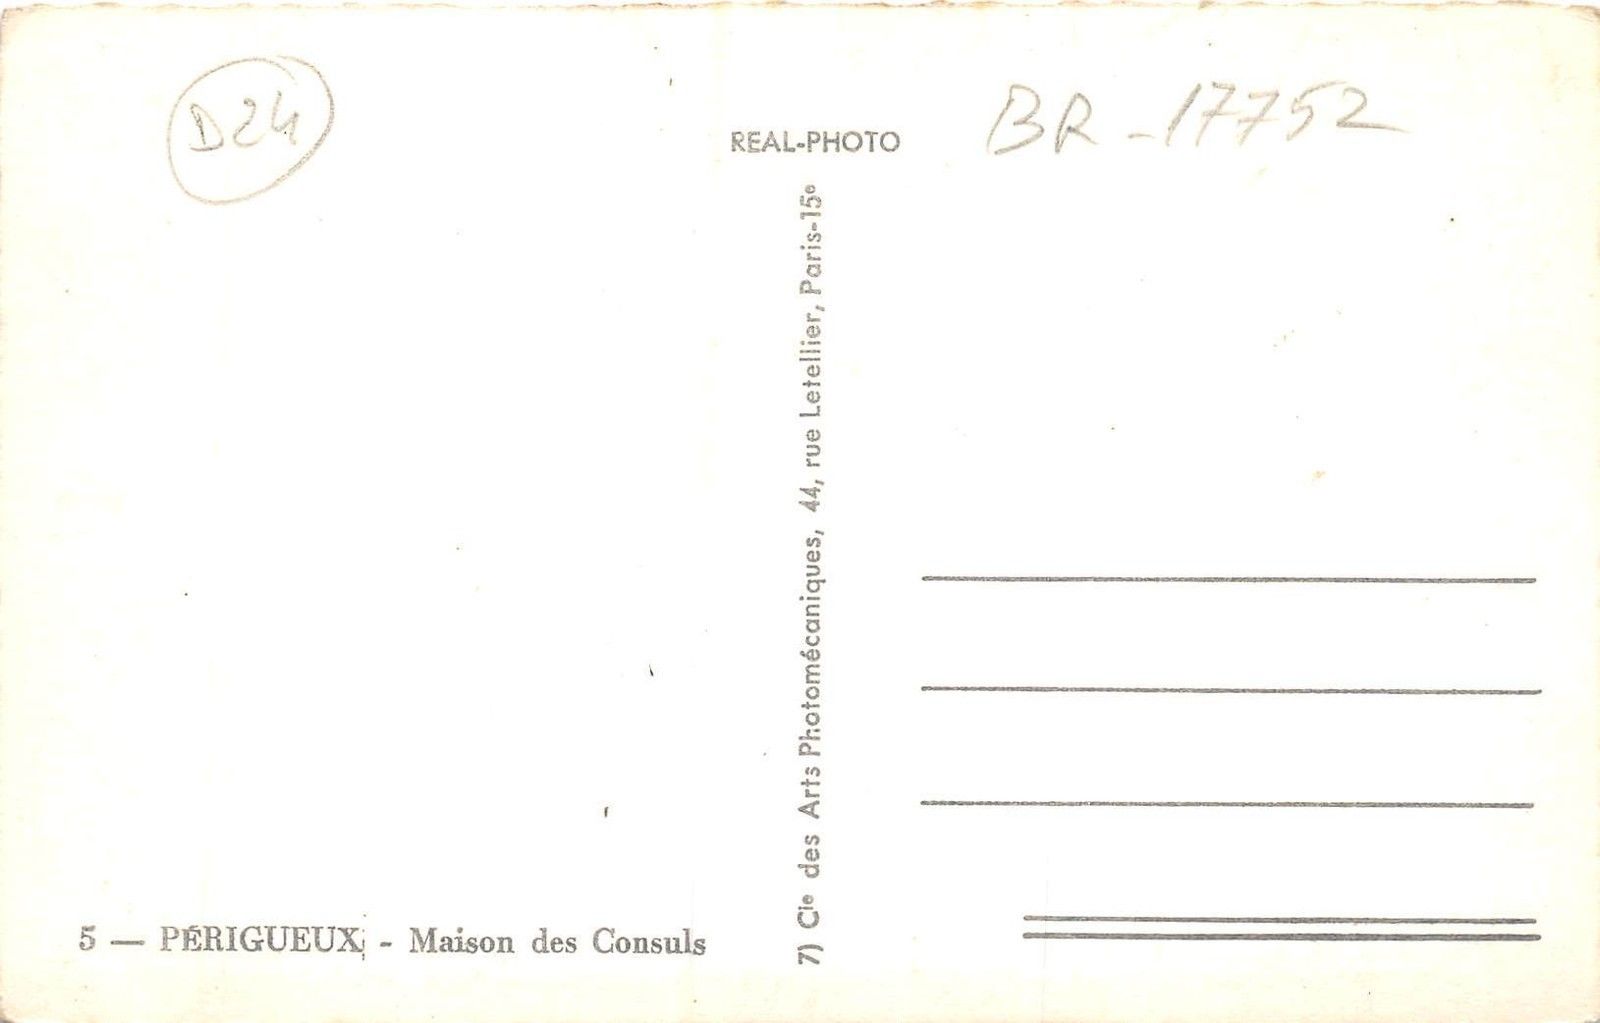 D24
REAL-PHOTO
BR-17752
7) Cie des Arts Photomécaniques, 44, rue Letellier, Paris-15e
5 — PÉRIGUEUX - Maison des Consuls